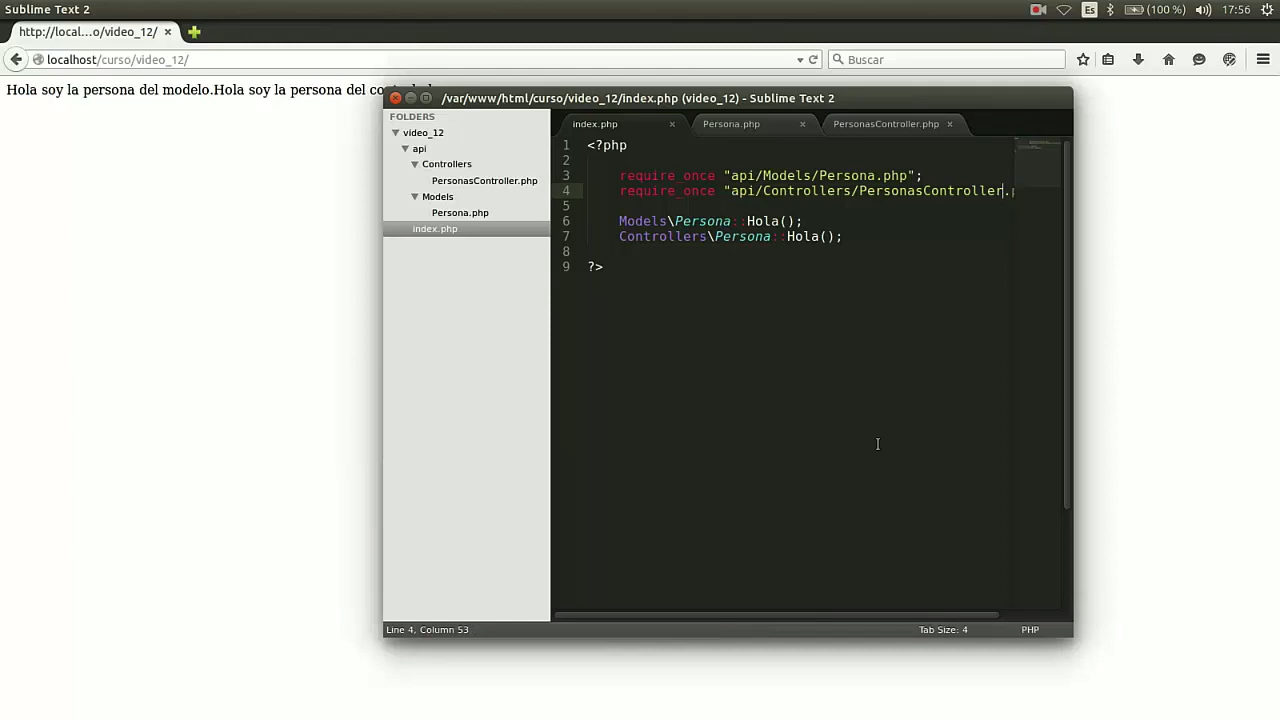 Sublime Text 2
Es
(100 %)
17:56
http://local...o/video_12/ ×
localhost/curso/video_12/
Buscar
Hola soy la persona del modelo.Hola soy la persona del
/var/www/html/curso/video_12/index.php (video_12) - Sublime Text 2
FOLDERS
video_12
api
Controllers
PersonasController.php
Models
Persona.php
index.php
index.php ×
Persona.php ×
PersonasController.php ×
1 <?php
2
3 require_once "api/Models/Persona.php";
4 require_once "api/Controllers/PersonasController.p
5
6 Models\Persona::Hola();
7 Controllers\Persona::Hola();
8
9 ?>
Line 4, Column 53
Tab Size: 4
PHP